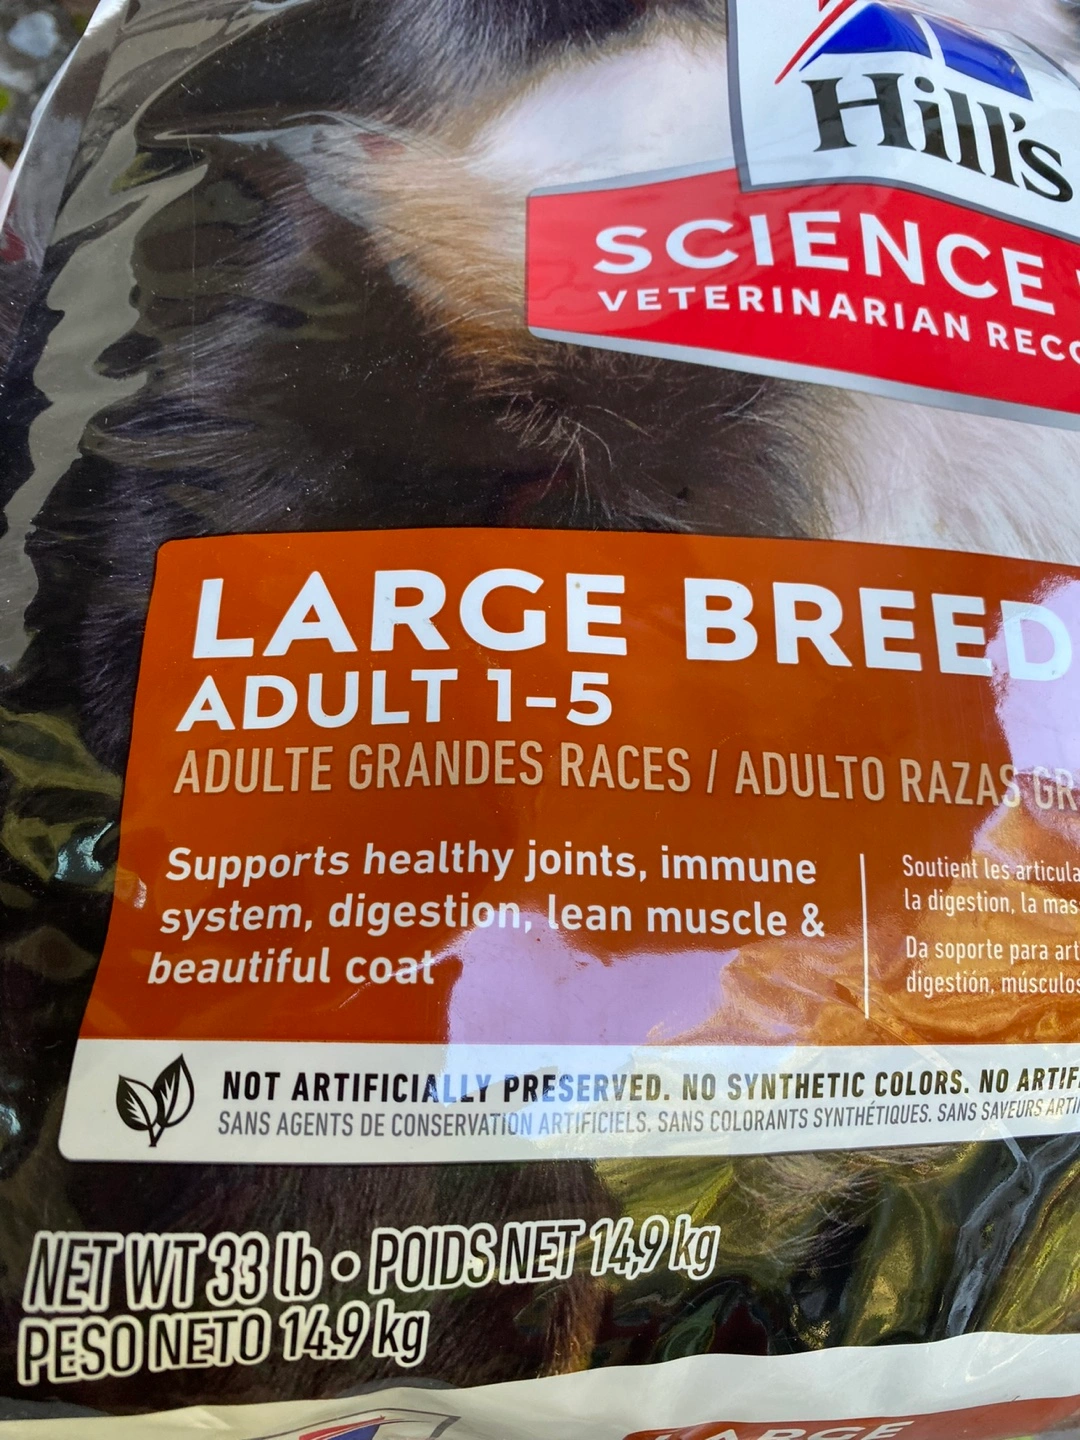 Hill's
SCIENCE
VETERINARIAN
LARGE BREED
ADULT 1-5
ADULTE GRANDES RACES / ADULTO RAZAS
Supports healthy joints, immune
system, digestion, lean muscle &
beautiful coat
Soutient les
la digestion, la
Da soporte para
digestión, músculos
NOT ARTIFICIALLY PRESERVED. NO SYNTHETIC COLORS. NO
SANS AGENTS DE CONSERVATION ARTIFICIELS. SANS COLORANTS SYNTHÉTIQUES. SANS SAVEURS
NET WT 33 lb • POIDS NET 14,9 kg
PESO NETO 14.9 kg
LARGE